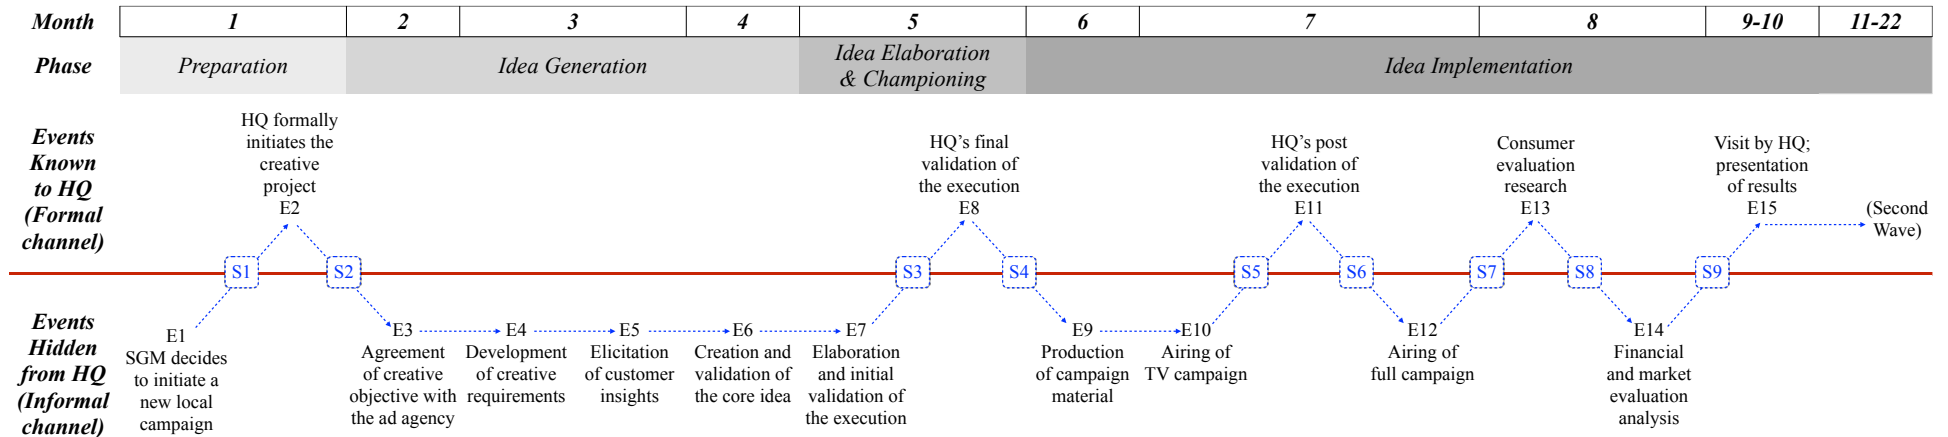 Month 1 2 3 4 5 6 7 8 9-10 11-22
Phase Preparation Idea Generation Idea Elaboration
& Championing Idea Implementation
Events
Known
to HQ
(Formal
channel)
HQ formally
initiates the
creative
project
E2
HQ’s final
validation of
the execution
E8
HQ’s post
validation of
the execution
E11
Consumer
evaluation
research
E13
Visit by HQ;
presentation
of results
E15
(Second
Wave)
S1 S2 S3 S4 S5 S6 S7 S8 S9
Events
Hidden
from HQ
(Informal
channel)
E1
SGM decides
to initiate a
new local
campaign
E3
Agreement
of creative
objective with
the ad agency
E4
Development
of creative
requirements
E5
Elicitation
of customer
insights
E6
Creation and
validation of
the core idea
E7
Elaboration
and initial
validation of
the execution
E9
Production
of campaign
material
E10
Airing of
TV campaign
E12
Airing of
full campaign
E14
Financial
and market
evaluation
analysis